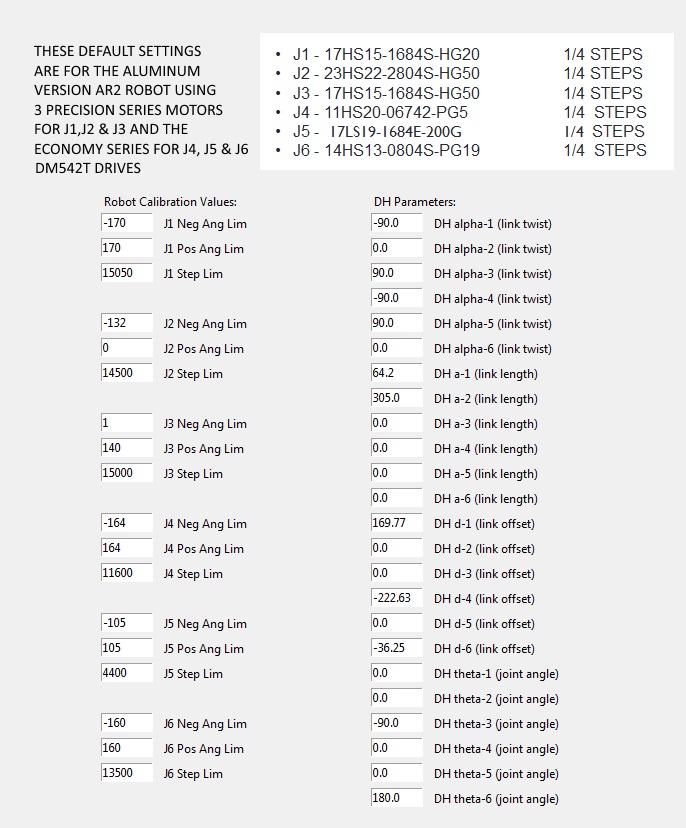 THESE DEFAULT SETTINGS
ARE FOR THE ALUMINUM
VERSION AR2 ROBOT USING
3 PRECISION SERIES MOTORS
FOR J1,J2 & J3 AND THE
ECONOMY SERIES FOR J4, J5 & J6
DM542T DRIVES
• J1 - 17HS15-1684S-HG20 1/4 STEPS
• J2 - 23HS22-2804S-HG50 1/4 STEPS
• J3 - 17HS15-1684S-HG50 1/4 STEPS
• J4 - 11HS20-06742-PG5 1/4 STEPS
• J5 - 17LS19-1684E-200G 1/4 STEPS
• J6 - 14HS13-0804S-PG19 1/4 STEPS
Robot Calibration Values:
-170 J1 Neg Ang Lim
170 J1 Pos Ang Lim
15050 J1 Step Lim
-132 J2 Neg Ang Lim
0 J2 Pos Ang Lim
14500 J2 Step Lim
1 J3 Neg Ang Lim
140 J3 Pos Ang Lim
15000 J3 Step Lim
-164 J4 Neg Ang Lim
164 J4 Pos Ang Lim
11600 J4 Step Lim
-105 J5 Neg Ang Lim
105 J5 Pos Ang Lim
4400 J5 Step Lim
-160 J6 Neg Ang Lim
160 J6 Pos Ang Lim
13500 J6 Step Lim
DH Parameters:
-90.0 DH alpha-1 (link twist)
0.0 DH alpha-2 (link twist)
90.0 DH alpha-3 (link twist)
-90.0 DH alpha-4 (link twist)
90.0 DH alpha-5 (link twist)
0.0 DH alpha-6 (link twist)
64.2 DH a-1 (link length)
305.0 DH a-2 (link length)
0.0 DH a-3 (link length)
0.0 DH a-4 (link length)
0.0 DH a-5 (link length)
0.0 DH a-6 (link length)
169.77 DH d-1 (link offset)
0.0 DH d-2 (link offset)
0.0 DH d-3 (link offset)
-222.63 DH d-4 (link offset)
0.0 DH d-5 (link offset)
-36.25 DH d-6 (link offset)
0.0 DH theta-1 (joint angle)
0.0 DH theta-2 (joint angle)
-90.0 DH theta-3 (joint angle)
0.0 DH theta-4 (joint angle)
0.0 DH theta-5 (joint angle)
180.0 DH theta-6 (joint angle)